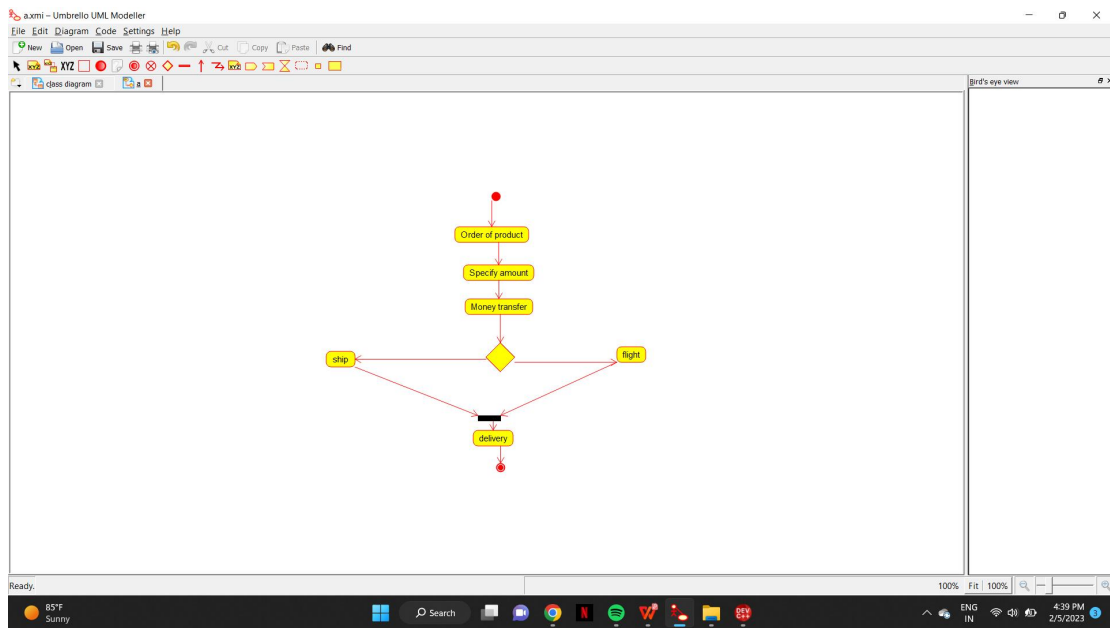 a.xmi – Umbrello UML Modeller
File Edit Diagram Code Settings Help
New Open Save Cut Copy Paste Find
XYZ
class diagram a
Bird's eye view
Order of product
Specify amount
Money transfer
ship
flight
delivery
Ready.
100% Fit 100%
85°F
Sunny
Search
DEV
C++
ENG
IN
4:39 PM
2/5/2023
3